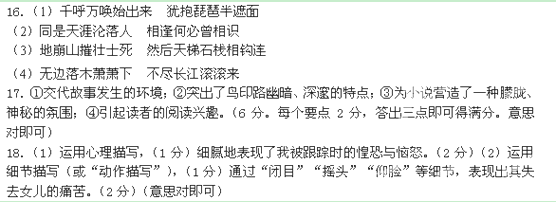 16.（1）千呼万唤始出来　犹抱琵琶半遮面
（2）同是天涯沦落人　相逢何必曾相识
（3）地崩山摧壮士死　然后天梯石栈相钩连
（4）无边落木萧萧下　不尽长江滚滚来
17. ①交代故事发生的环境；②突出了鸟印路幽暗、深邃的特点；③为小说营造了一种朦胧、
神秘的氛围；④引起读者的阅读兴趣。（6 分。每个要点 2 分，答出三点即可得满分。意思
对即可）
18.（1）运用心理描写，（1 分）细腻地表现了我被跟踪时的惶恐与恼怒。（2 分）（2）运用
细节描写（或“动作描写”），（1 分）通过“闭目”“摇头”“仰脸”等细节，表现出其失
去女儿的痛苦。（2 分）（意思对即可）